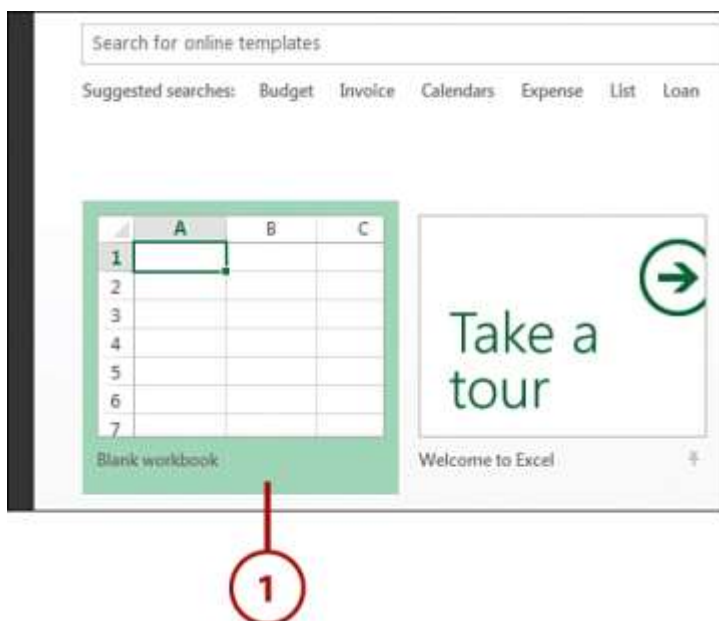 Search for online templates
Suggested searches: Budget Invoice Calendars Expense List Loan
A B C
1
2
3
4
5
6
7
Take a
tour
Blank workbook Welcome to Excel
1